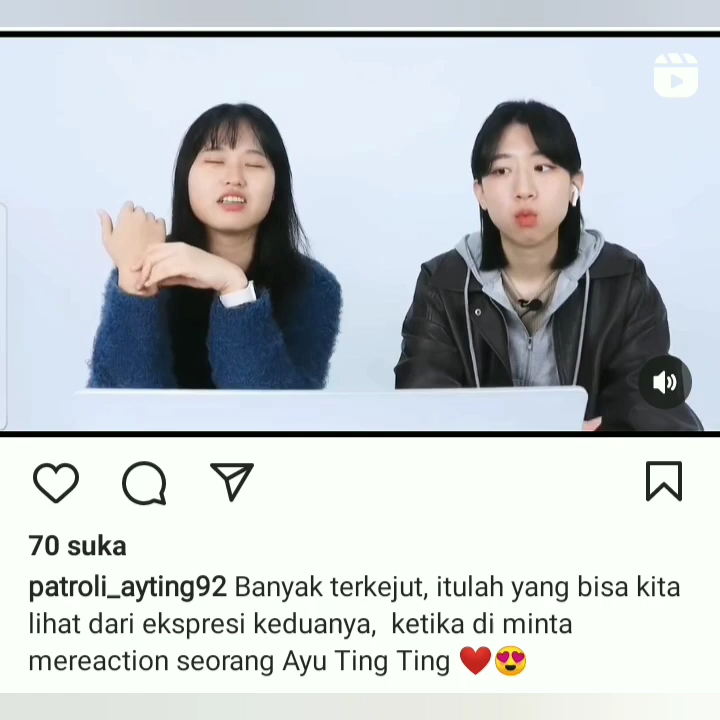 70 suka
patroli_ayting92 Banyak terkejut, itulah yang bisa kita
lihat dari ekspresi keduanya, ketika di minta
mereaction seorang Ayu Ting Ting ❤️😍